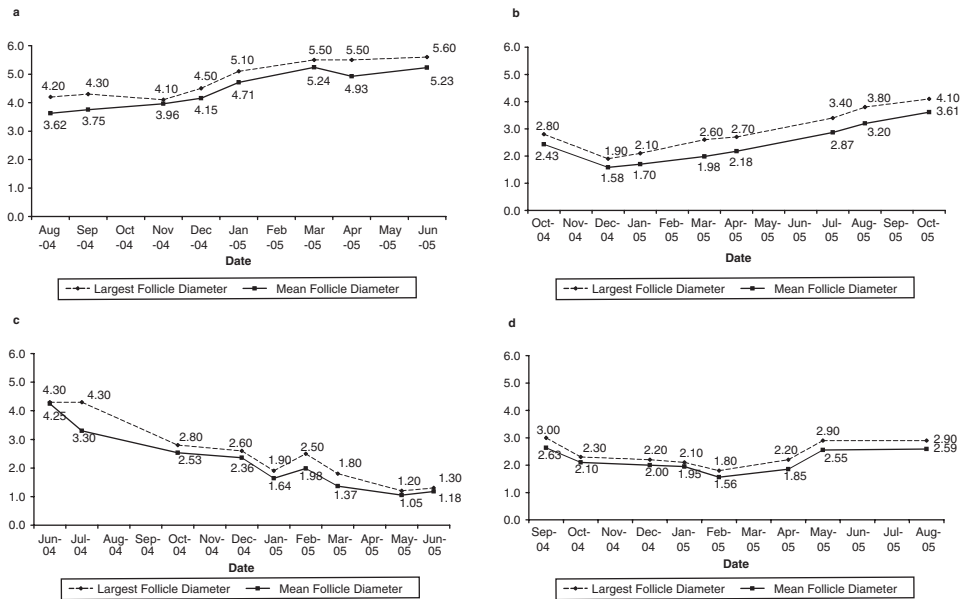 a
6.0
5.0
4.0
3.0
2.0
1.0
0.0
4.20 4.30 4.10 4.50 5.10 5.50 5.50 5.60
3.62 3.75 3.96 4.15 4.71 5.24 4.93 5.23
Aug Sep Oct Nov Dec Jan Feb Mar Apr May Jun
-04 -04 -04 -04 -04 -05 -05 -05 -05 -05 -05
Date
Largest Follicle Diameter Mean Follicle Diameter
b
6.0
5.0
4.0
3.0
2.0
1.0
0.0
2.80 1.90 2.10 2.60 2.70 3.40 3.80 4.10
2.43 1.58 1.70 1.98 2.18 2.87 3.20 3.61
Oct- Nov- Dec- Jan- Feb- Mar- Apr- May- Jun- Jul- Aug- Sep- Oct-
04 04 04 05 05 05 05 05 05 05 05 05 05
Date
Largest Follicle Diameter Mean Follicle Diameter
c
6.0
5.0
4.0
3.0
2.0
1.0
0.0
4.30 4.30 2.80 2.60 1.90 2.50 1.80 1.20 1.30
4.25 3.30 2.53 2.36 1.64 1.98 1.37 1.05 1.18
Jun- Jul- Aug- Sep- Oct- Nov- Dec- Jan- Feb- Mar- Apr- May- Jun-
04 04 04 04 04 04 04 05 05 05 05 05 05
Date
Largest Follicle Diameter Mean Follicle Diameter
d
6.0
5.0
4.0
3.0
2.0
1.0
0.0
3.00 2.30 2.20 2.10 1.80 2.20 2.90 2.90
2.63 2.10 2.00 1.95 1.56 1.85 2.55 2.59
Sep- Oct- Nov- Dec- Jan- Feb- Mar- Apr- May- Jun- Jul- Aug-
04 04 04 04 05 05 05 05 05 05 05 05
Date
Largest Follicle Diameter Mean Follicle Diameter